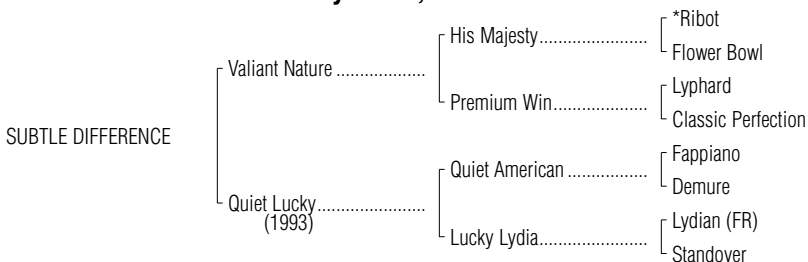 *Ribot
His Majesty
Flower Bowl
Valiant Nature
Lyphard
Premium Win
Classic Perfection
SUBTLE DIFFERENCE
Fappiano
Quiet American
Demure
Quiet Lucky
(1993)
Lydian (FR)
Lucky Lydia
Standover